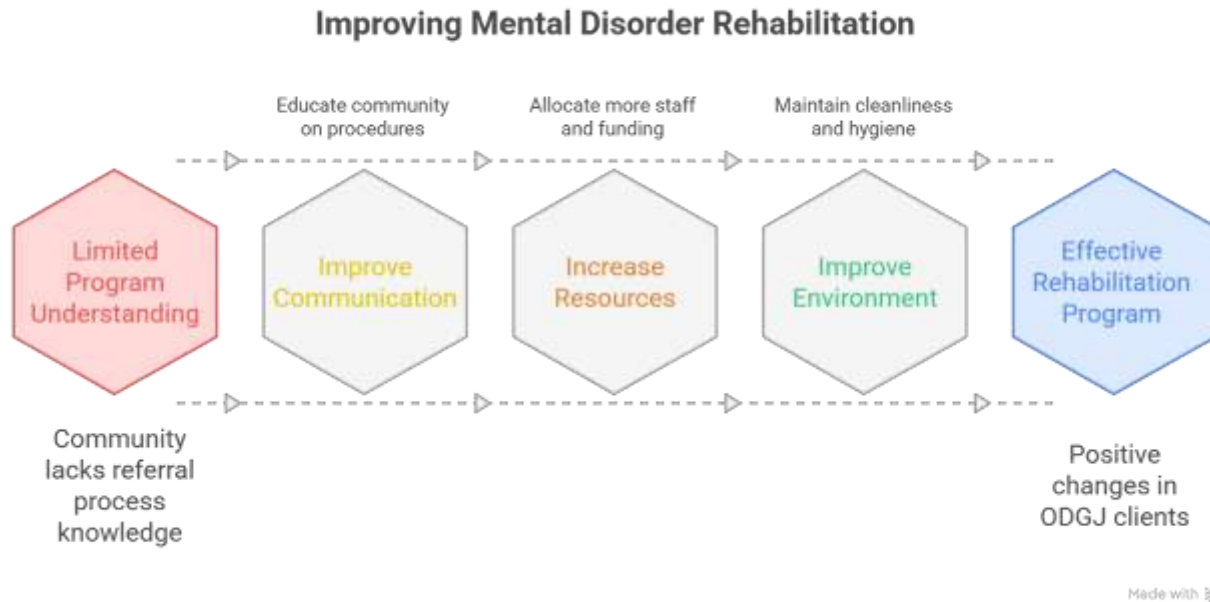 Improving Mental Disorder Rehabilitation
Educate community
on procedures
Allocate more staff
and funding
Maintain cleanliness
and hygiene
Limited
Program
Understanding
Improve
Communication
Increase
Resources
Improve
Environment
Effective
Rehabilitation
Program
Community
lacks referral
process
knowledge
Positive
changes in
ODGJ clients
Made with